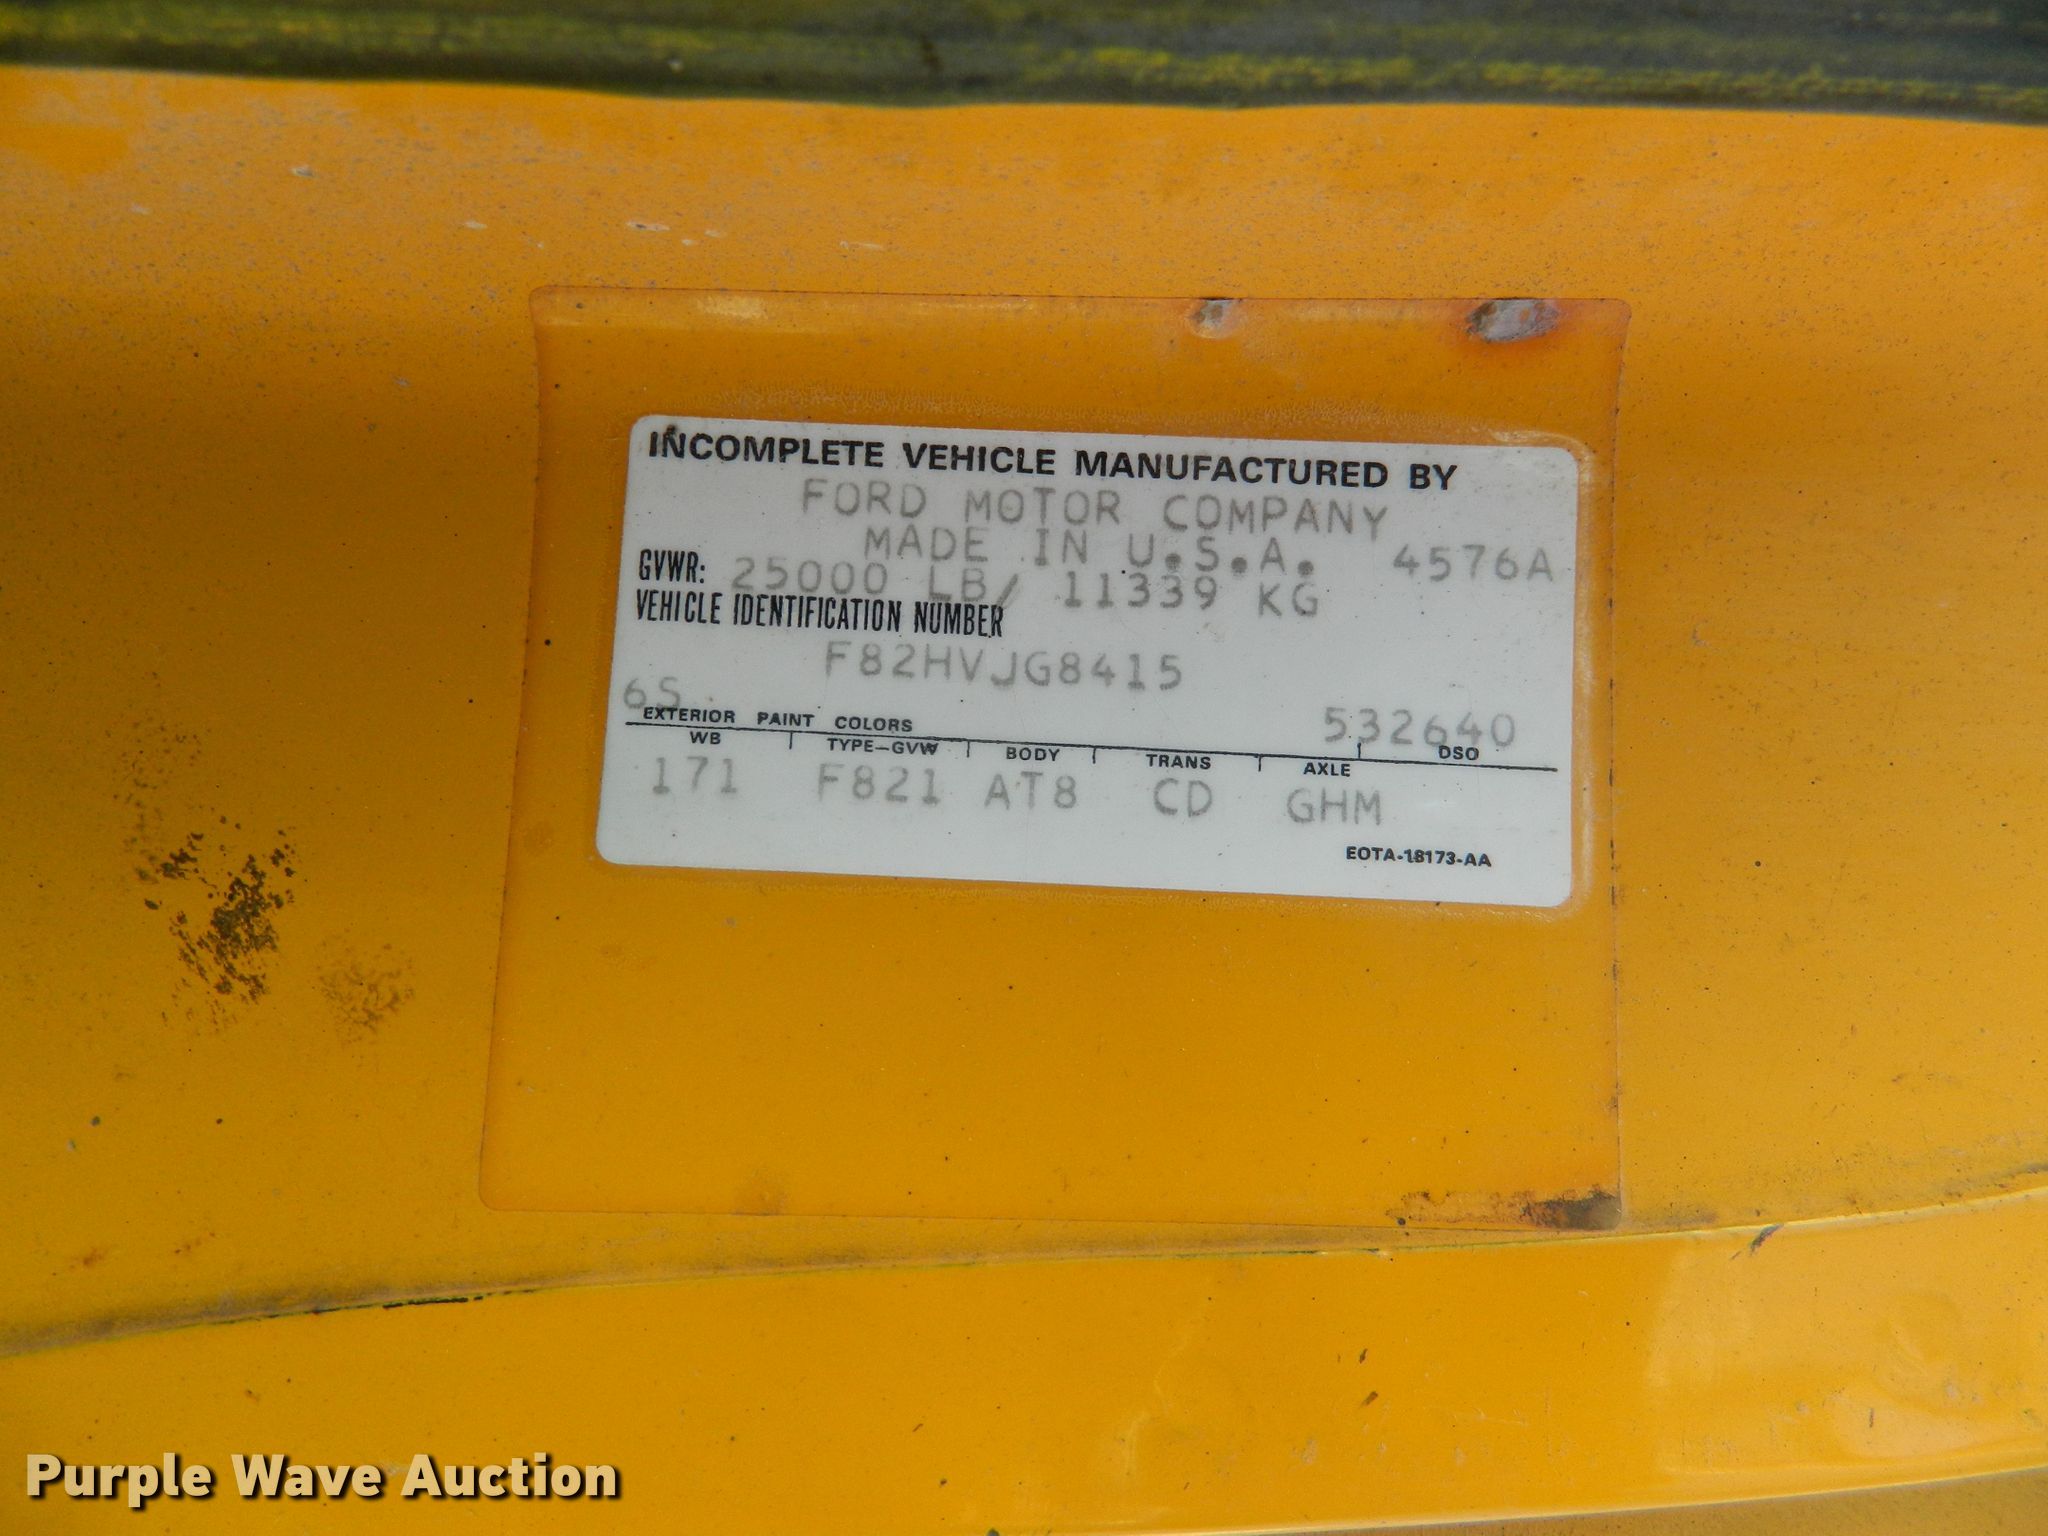 INCOMPLETE VEHICLE MANUFACTURED BY
FORD MOTOR COMPANY
MADE IN U.S.A. 4576A
GVWR: 25000 LB/ 11339 KG
VEHICLE IDENTIFICATION NUMBER
F82HVJG8415
6S 532640
EXTERIOR PAINT COLORS DSO
WB TYPE-GVW BODY TRANS AXLE
171 F821 AT8 CD GHM
EOTA-18173-AA
Purple Wave Auction